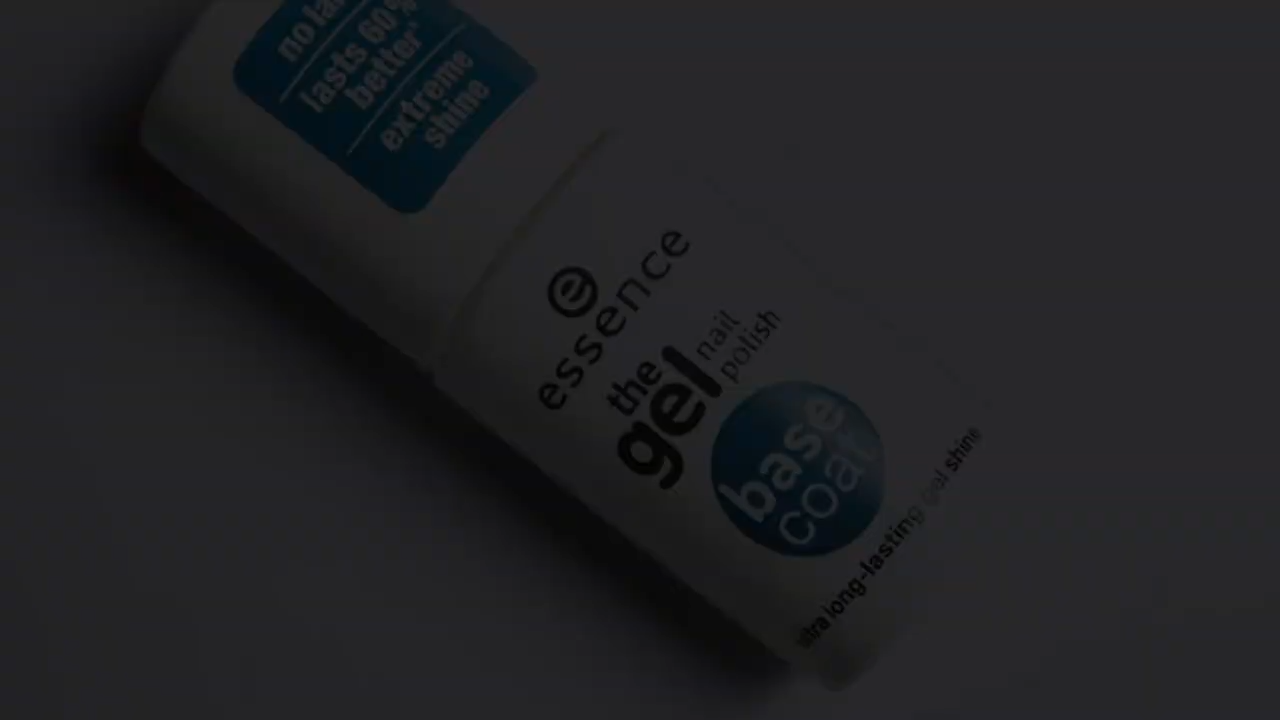 lasts 60%
better*
extreme
shine
e
essence
the
gel nail
polish
base
coat
long-lasting gel shine